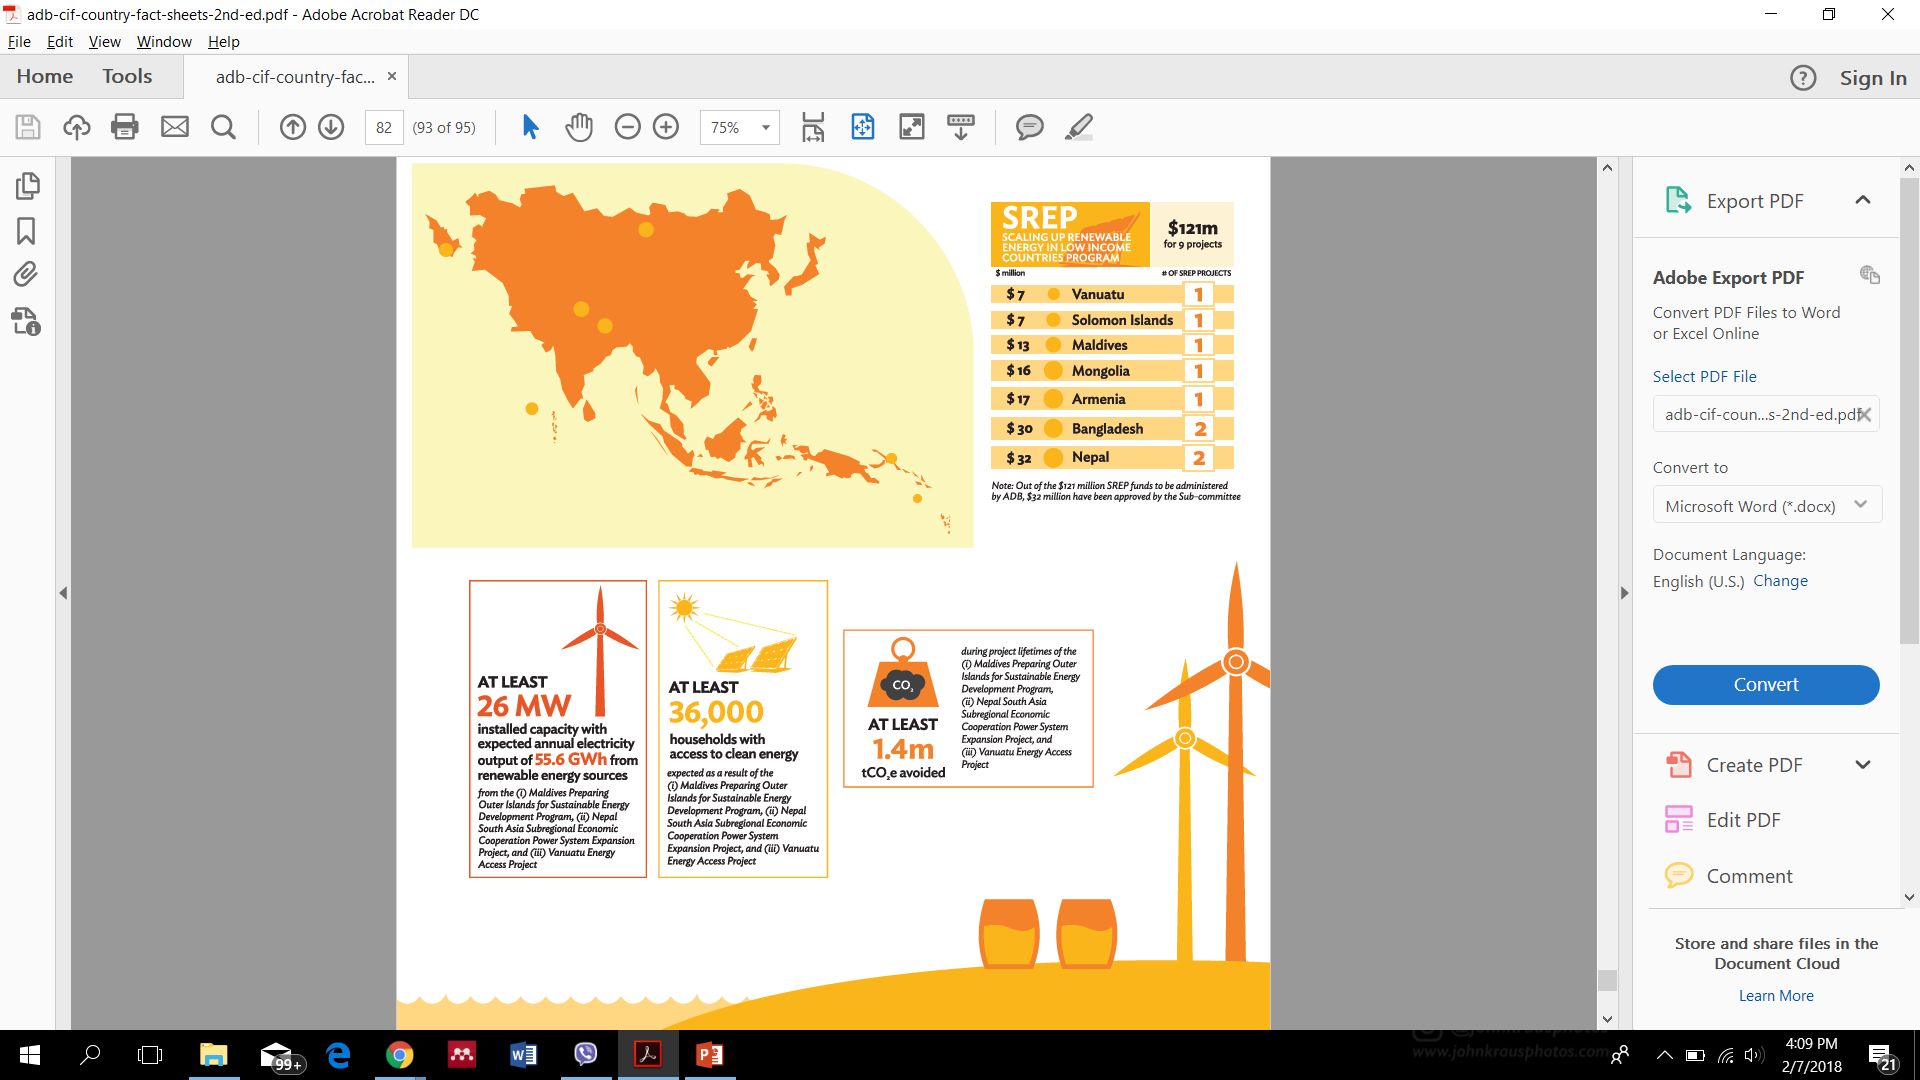 adb-cif-country-fact-sheets-2nd-ed.pdf - Adobe Acrobat Reader DC
File Edit View Window Help
Home Tools adb-cif-country-fac... × ? Sign In
82 (93 of 95) 75%
SREP
SCALING UP RENEWABLE
ENERGY IN LOW INCOME
COUNTRIES PROGRAM
$121m
for 9 projects
$ million # OF SREP PROJECTS
$ 7 Vanuatu 1
$ 7 Solomon Islands 1
$ 13 Maldives 1
$ 16 Mongolia 1
$ 17 Armenia 1
$ 30 Bangladesh 2
$ 32 Nepal 2
Note: Out of the $121 million SREP funds to be administered
by ADB, $32 million have been approved by the Sub-committee
AT LEAST
26 MW
installed capacity with
expected annual electricity
output of 55.6 GWh from
renewable energy sources
from the (i) Maldives Preparing
Outer Islands for Sustainable Energy
Development Program, (ii) Nepal
South Asia Subregional Economic
Cooperation Power System Expansion
Project, and (iii) Vanuatu Energy
Access Project
AT LEAST
36,000
households with
access to clean energy
expected as a result of the
(i) Maldives Preparing Outer
Islands for Sustainable Energy
Development Program, (ii) Nepal
South Asia Subregional Economic
Cooperation Power System
Expansion Project, and (iii) Vanuatu
Energy Access Project
CO2
AT LEAST
1.4m
tCO2e avoided
during project lifetimes of the
(i) Maldives Preparing Outer
Islands for Sustainable Energy
Development Program,
(ii) Nepal South Asia
Subregional Economic
Cooperation Power System
Expansion Project, and
(iii) Vanuatu Energy Access
Project
Export PDF
Adobe Export PDF
Convert PDF Files to Word
or Excel Online
Select PDF File
adb-cif-coun...s-2nd-ed.pdf
Convert to
Microsoft Word (*.docx)
Document Language:
English (U.S.) Change
Convert
Create PDF
Edit PDF
Comment
Store and share files in the
Document Cloud
Learn More
@johnkrausphotos
www.johnkrausphotos.com
99+
4:09 PM
2/7/2018
21